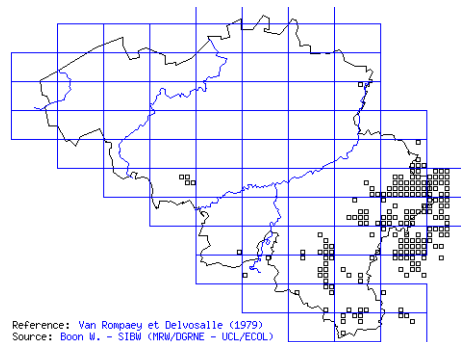 Reference: Van Rompaey et Delvosalle (1979)
Source: Boon W. - SIBW (MRW/DGRNE - UCL/ECOL)